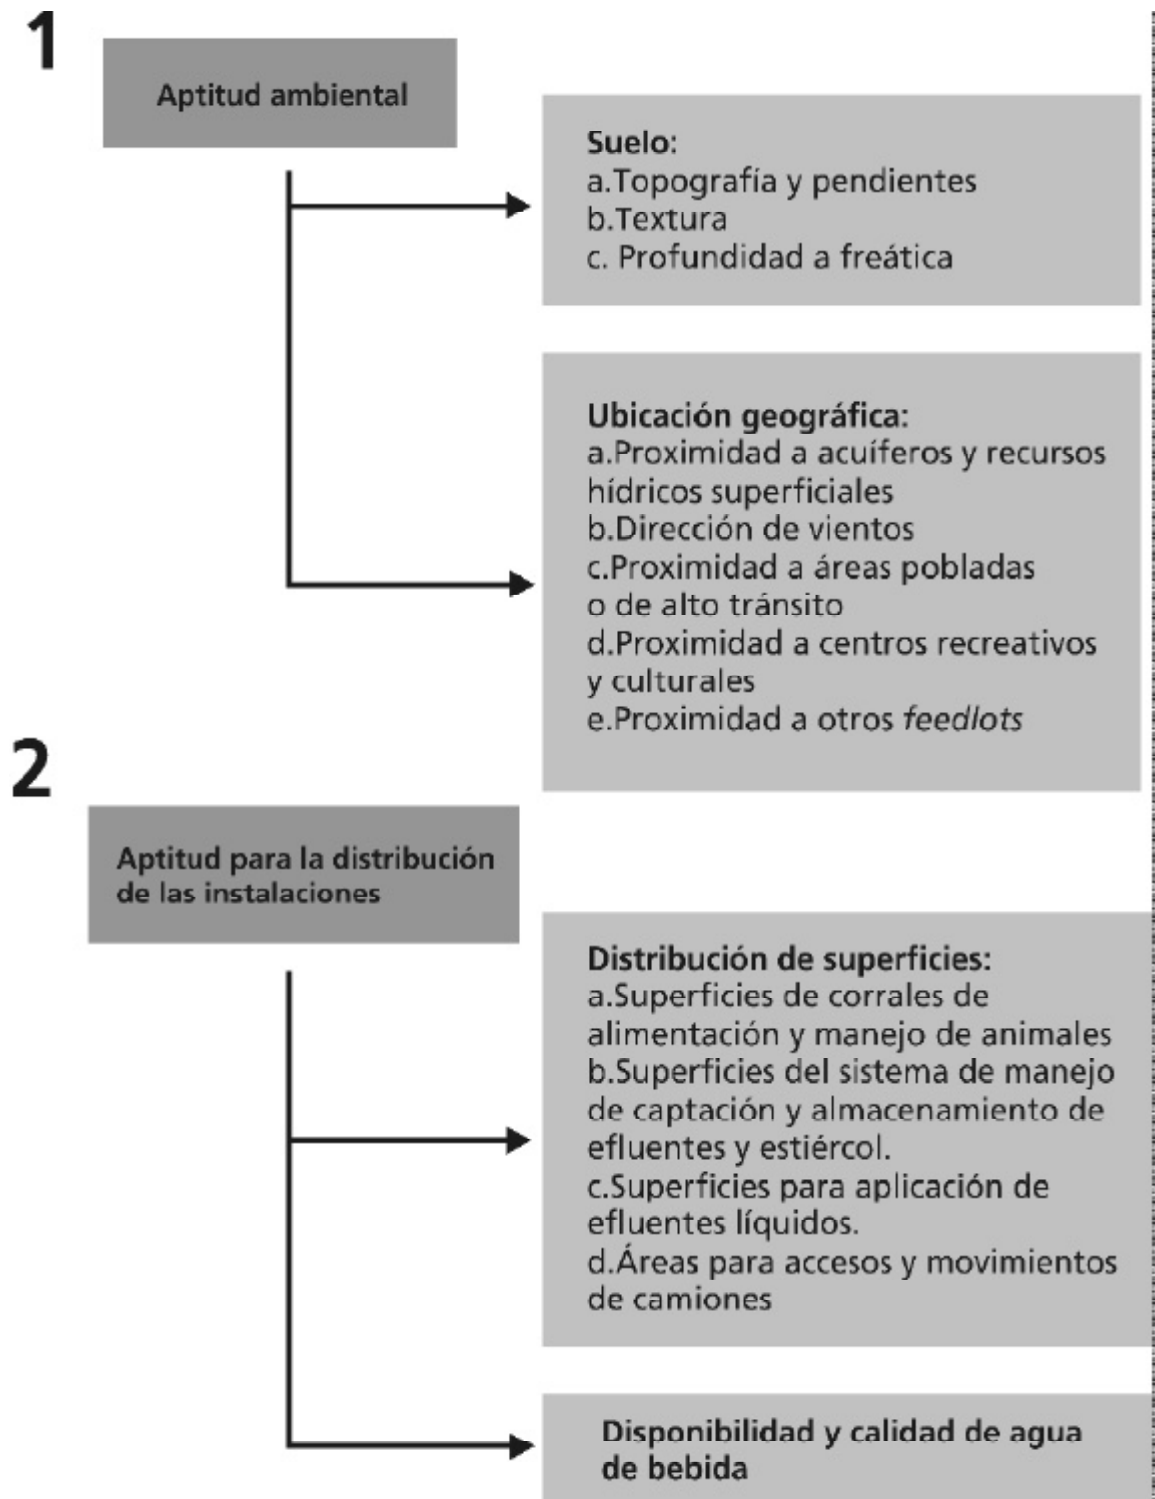 1
Aptitud ambiental
Suelo:
a.Topografía y pendientes
b.Textura
c. Profundidad a freática
Ubicación geográfica:
a.Proximidad a acuíferos y recursos
hídricos superficiales
b.Dirección de vientos
c.Proximidad a áreas pobladas
o de alto tránsito
d.Proximidad a centros recreativos
y culturales
e.Proximidad a otros feedlots
2
Aptitud para la distribución
de las instalaciones
Distribución de superficies:
a.Superficies de corrales de
alimentación y manejo de animales
b.Superficies del sistema de manejo
de captación y almacenamiento de
efluentes y estiércol.
c.Superficies para aplicación de
efluentes líquidos.
d.Áreas para accesos y movimientos
de camiones
Disponibilidad y calidad de agua
de bebida